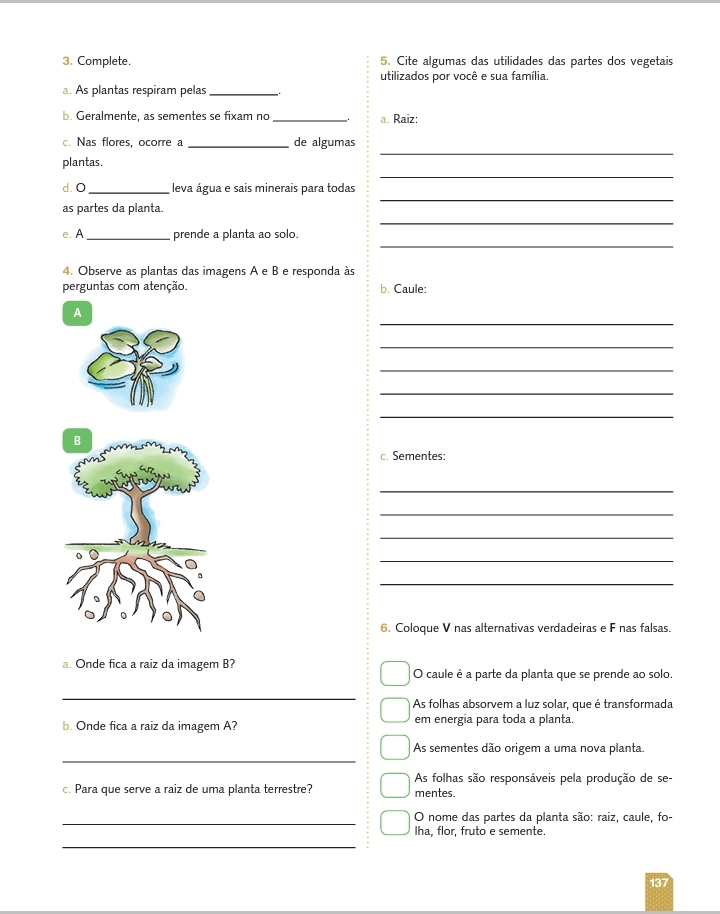 3. Complete.
a. As plantas respiram pelas __________.
b. Geralmente, as sementes se fixam no ___________.
c. Nas flores, ocorre a ______________ de algumas
plantas.
d. O ____________ leva água e sais minerais para todas
as partes da planta.
e. A ____________ prende a planta ao solo.
4. Observe as plantas das imagens A e B e responda às
perguntas com atenção.
A
B
a. Onde fica a raiz da imagem B?
b. Onde fica a raiz da imagem A?
c. Para que serve a raiz de uma planta terrestre?
5. Cite algumas das utilidades das partes dos vegetais
utilizados por você e sua família.
a. Raiz:
b. Caule:
c. Sementes:
6. Coloque V nas alternativas verdadeiras e F nas falsas.
O caule é a parte da planta que se prende ao solo.
As folhas absorvem a luz solar, que é transformada
em energia para toda a planta.
As sementes dão origem a uma nova planta.
As folhas são responsáveis pela produção de se-
mentes.
O nome das partes da planta são: raiz, caule, fo-
lha, flor, fruto e semente.
137